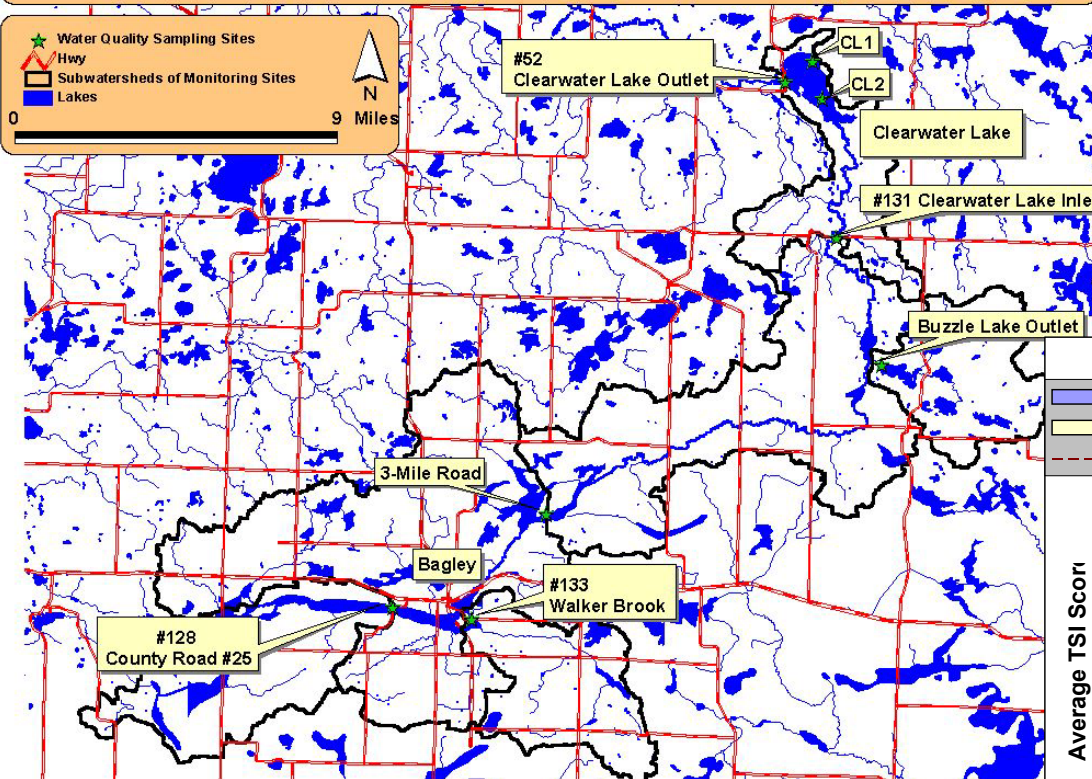 Water Quality Sampling Sites
Hwy
Subwatersheds of Monitoring Sites
Lakes
N
0
9 Miles
#52
Clearwater Lake Outlet
CL1
CL2
Clearwater Lake
#131 Clearwater Lake Inle
Buzzle Lake Outlet
3-Mile Road
Bagley
#133
Walker Brook
#128
County Road #25
Average TSI Score